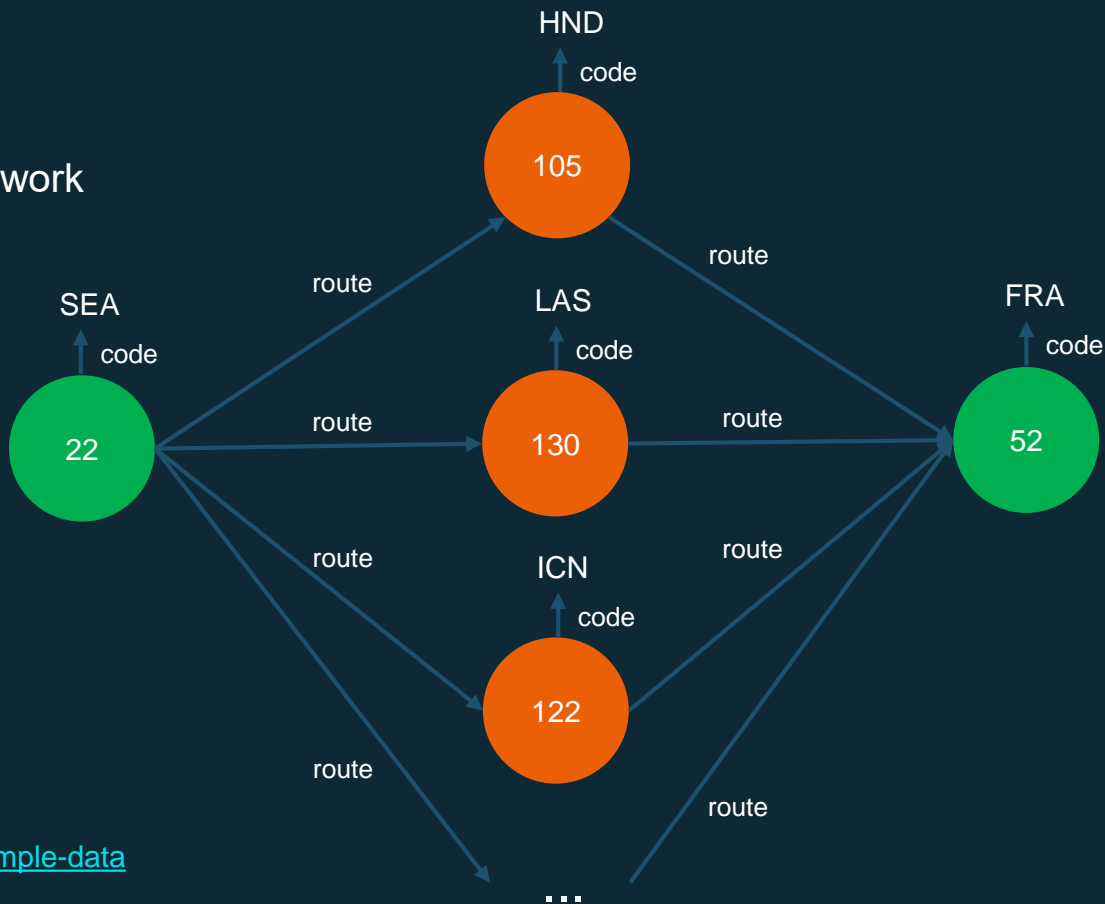 HND
code
105
work
route
route
SEA
code
LAS
code
FRA
code
22
route
130
route
52
route
ICN
code
route
122
route
route
mple-data
...